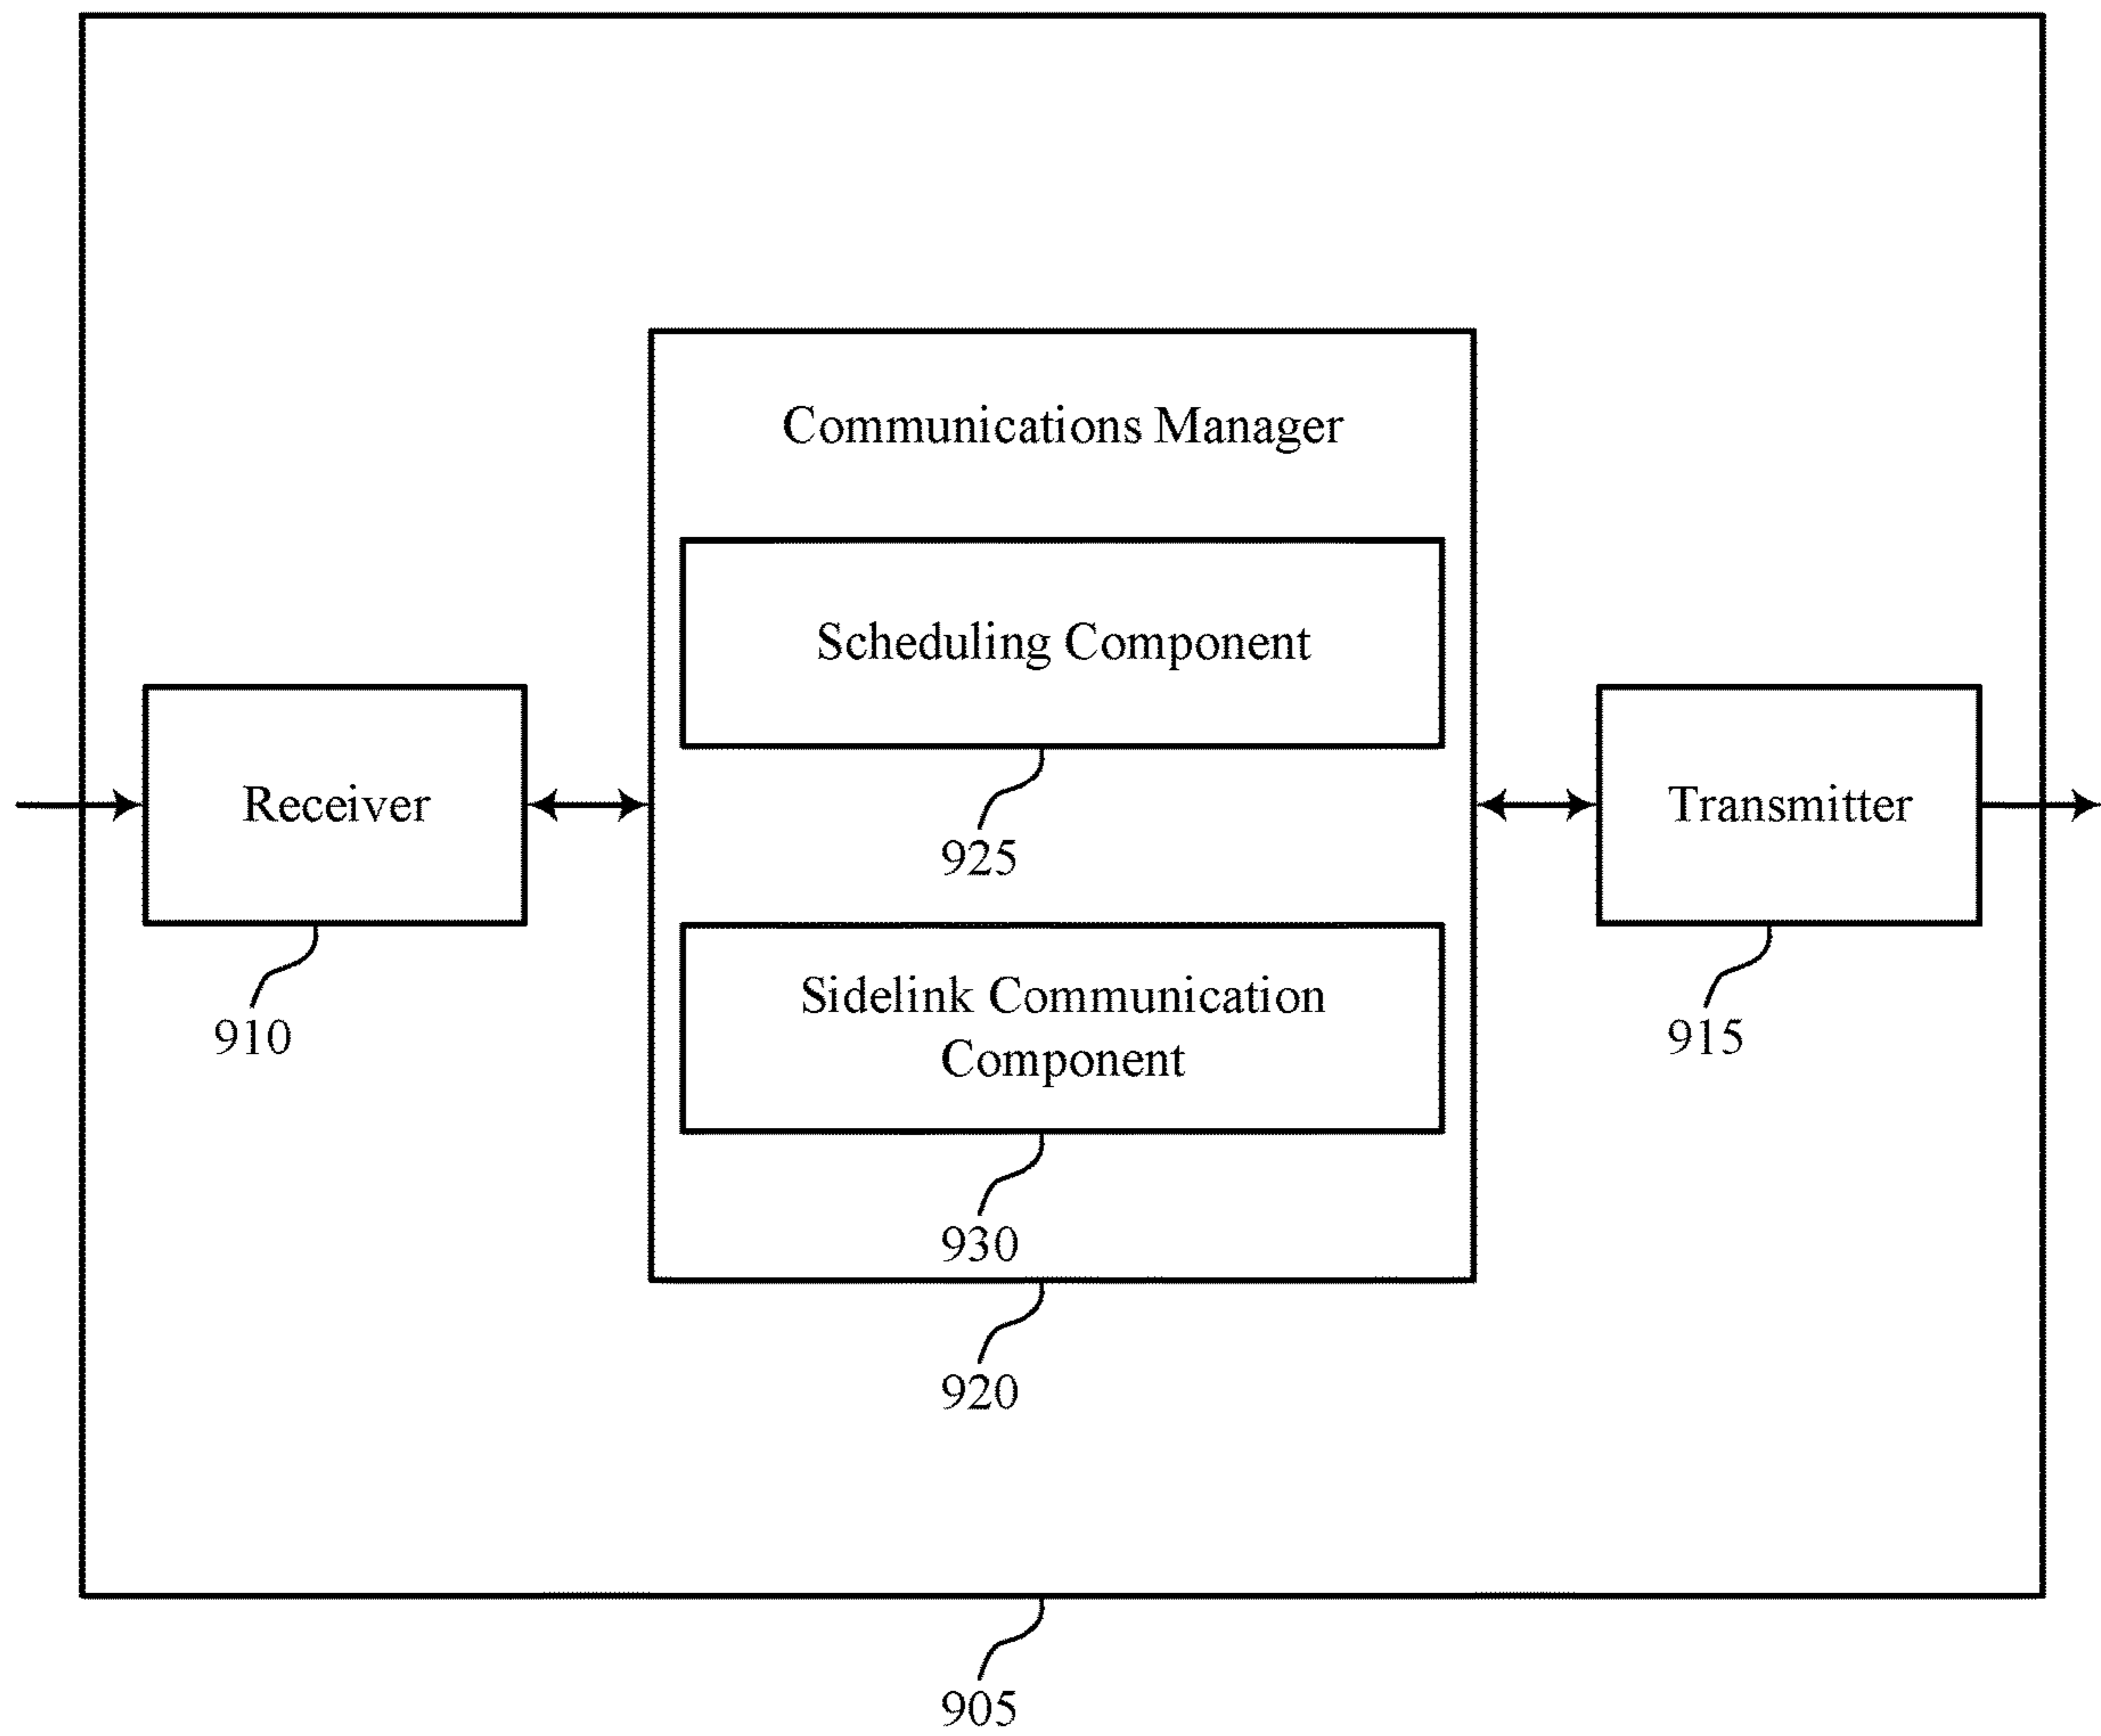 Communications Manager
Scheduling Component
925
Receiver
910
Transmitter
915
Sidelink Communication
Component
930
920
905